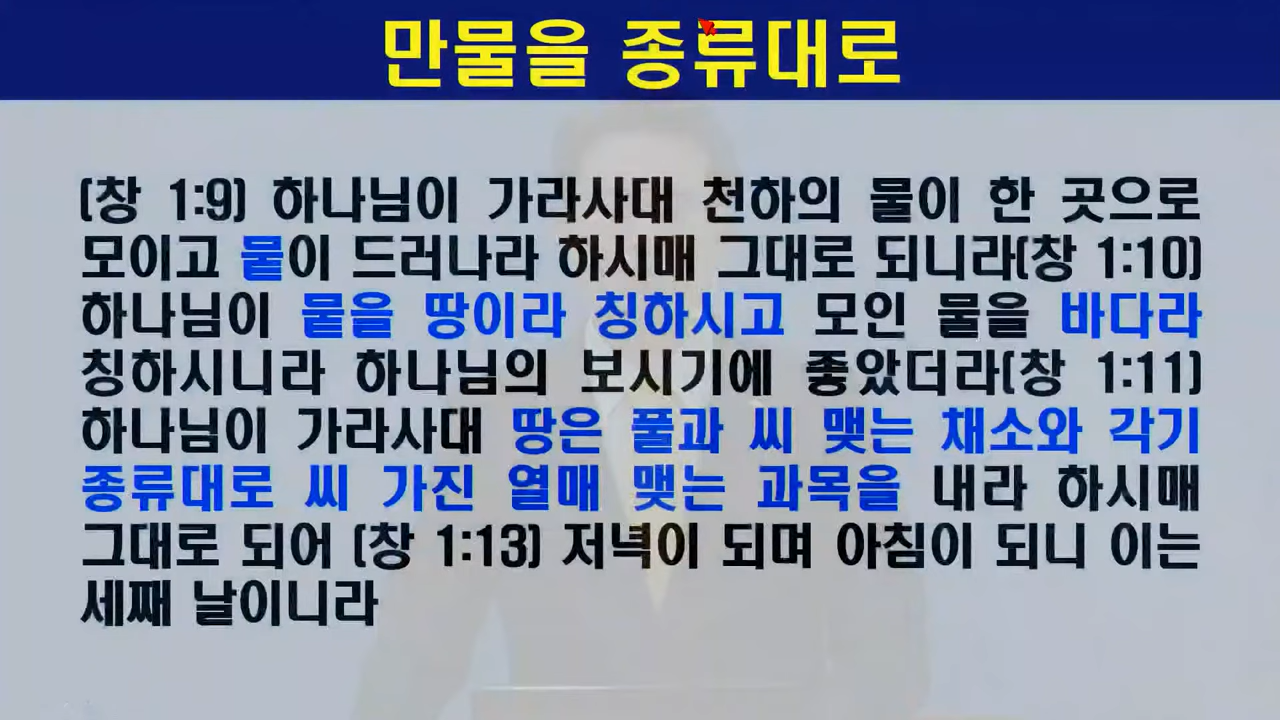 만물을 종류대로
(창 1:9) 하나님이 가라사대 천하의 물이 한 곳으로
모이고 뭍이 드러나라 하시매 그대로 되니라(창 1:10)
하나님이 뭍을 땅이라 칭하시고 모인 물을 바다라
칭하시니라 하나님의 보시기에 좋았더라(창 1:11)
하나님이 가라사대 땅은 풀과 씨 맺는 채소와 각기
종류대로 씨 가진 열매 맺는 과목을 내라 하시매
그대로 되어 (창 1:13) 저녁이 되며 아침이 되니 이는
세째 날이니라